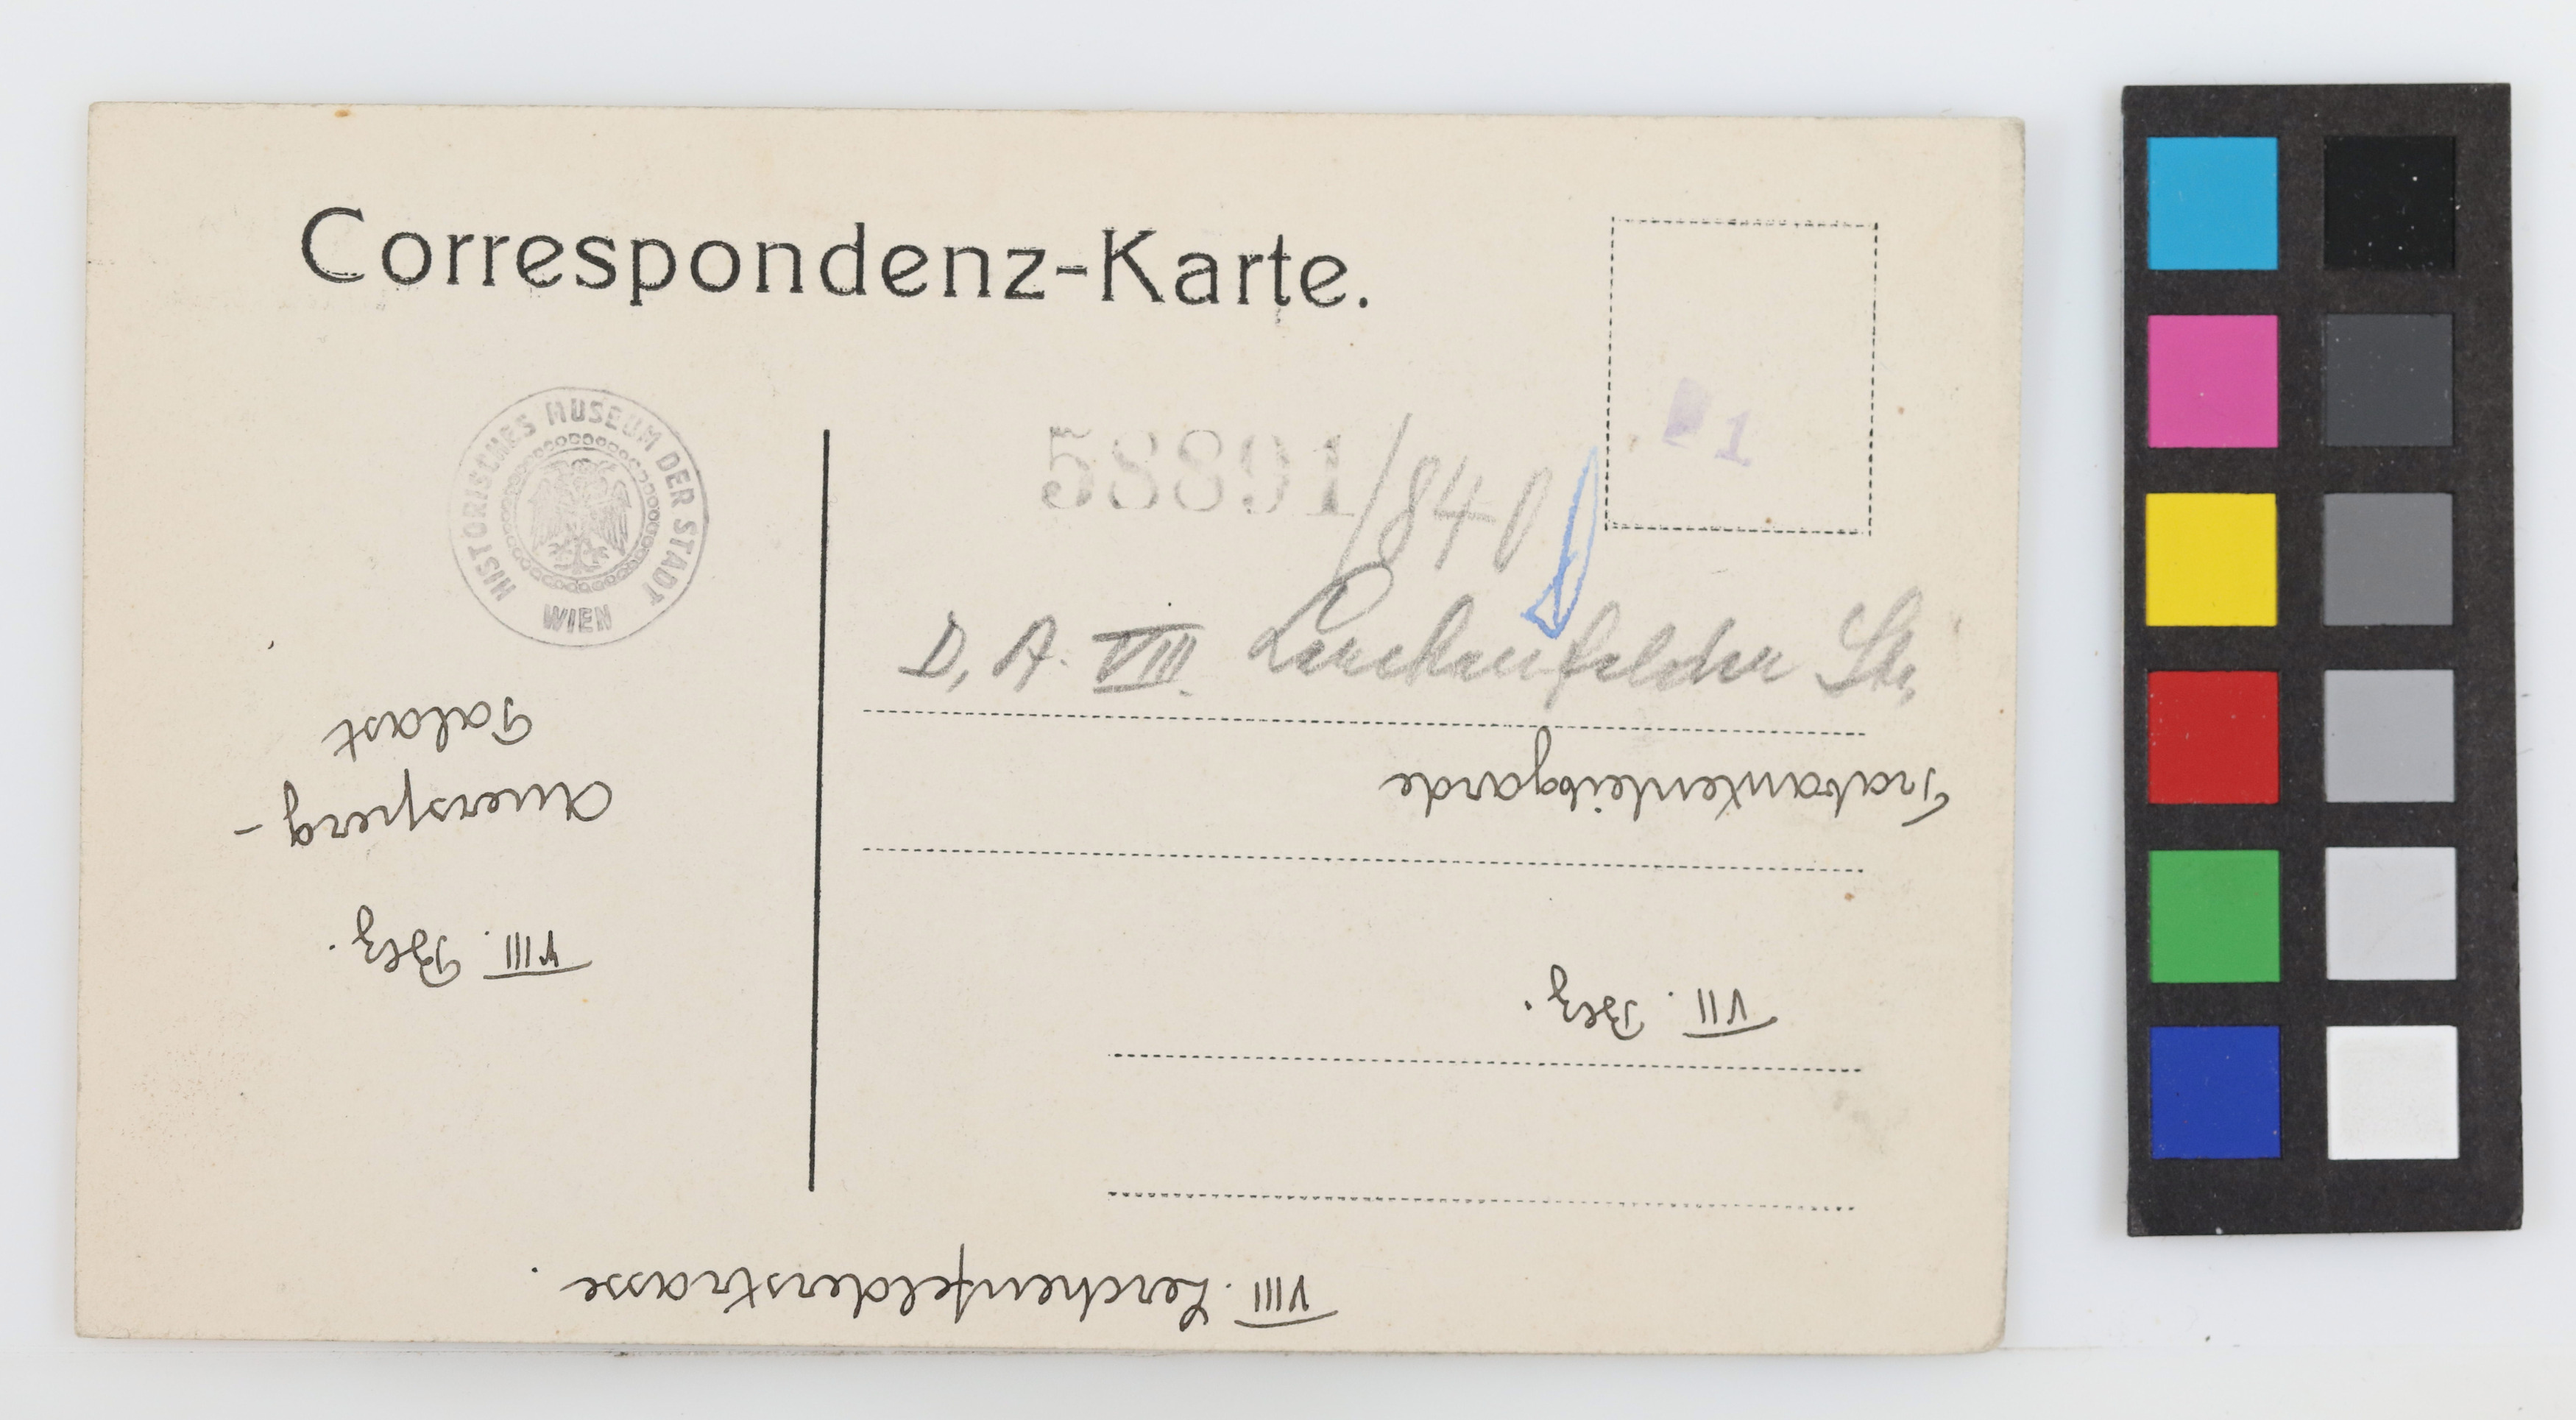 Correspondenz-Karte.
HISTORISCHES MUSEUM DER STADT
WIEN
1
58891/840
D. A. VIII. Lerchenfelder Str.
VIII. Lerchenfelderstrasse.
VII. Bez.
Trabantenleibgarde
VIII. Bez.
Auersperg-
Palast